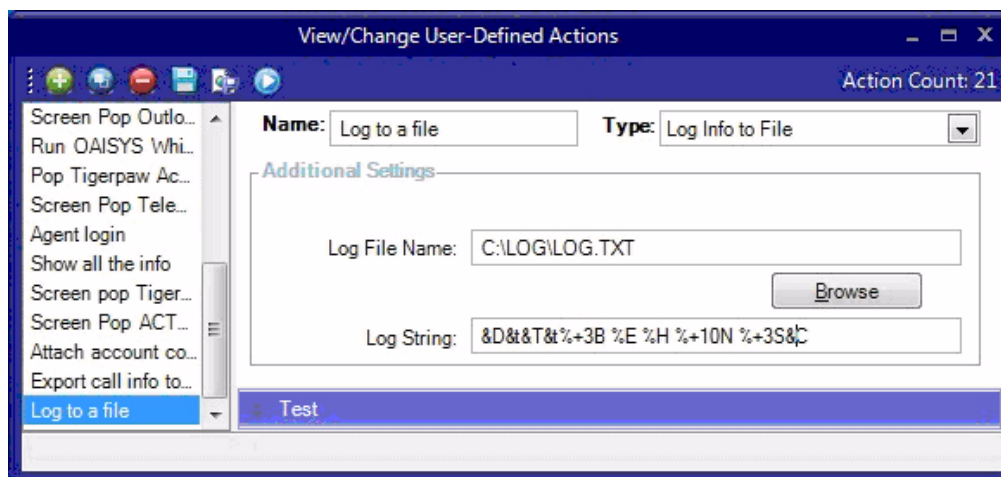 View/Change User-Defined Actions
Action Count: 21
Screen Pop Outlo...
Run OAISYS Whi...
Pop Tigerpaw Ac...
Screen Pop Tele...
Agent login
Show all the info
Screen pop Tiger...
Screen Pop ACT...
Attach account co...
Export call info to...
Log to a file
Name: Log to a file Type: Log Info to File
Additional Settings
Log File Name: C:\LOG\LOG.TXT
Browse
Log String: &D&t&T&t%+3B %E %H %+10N %+3S&C
Test